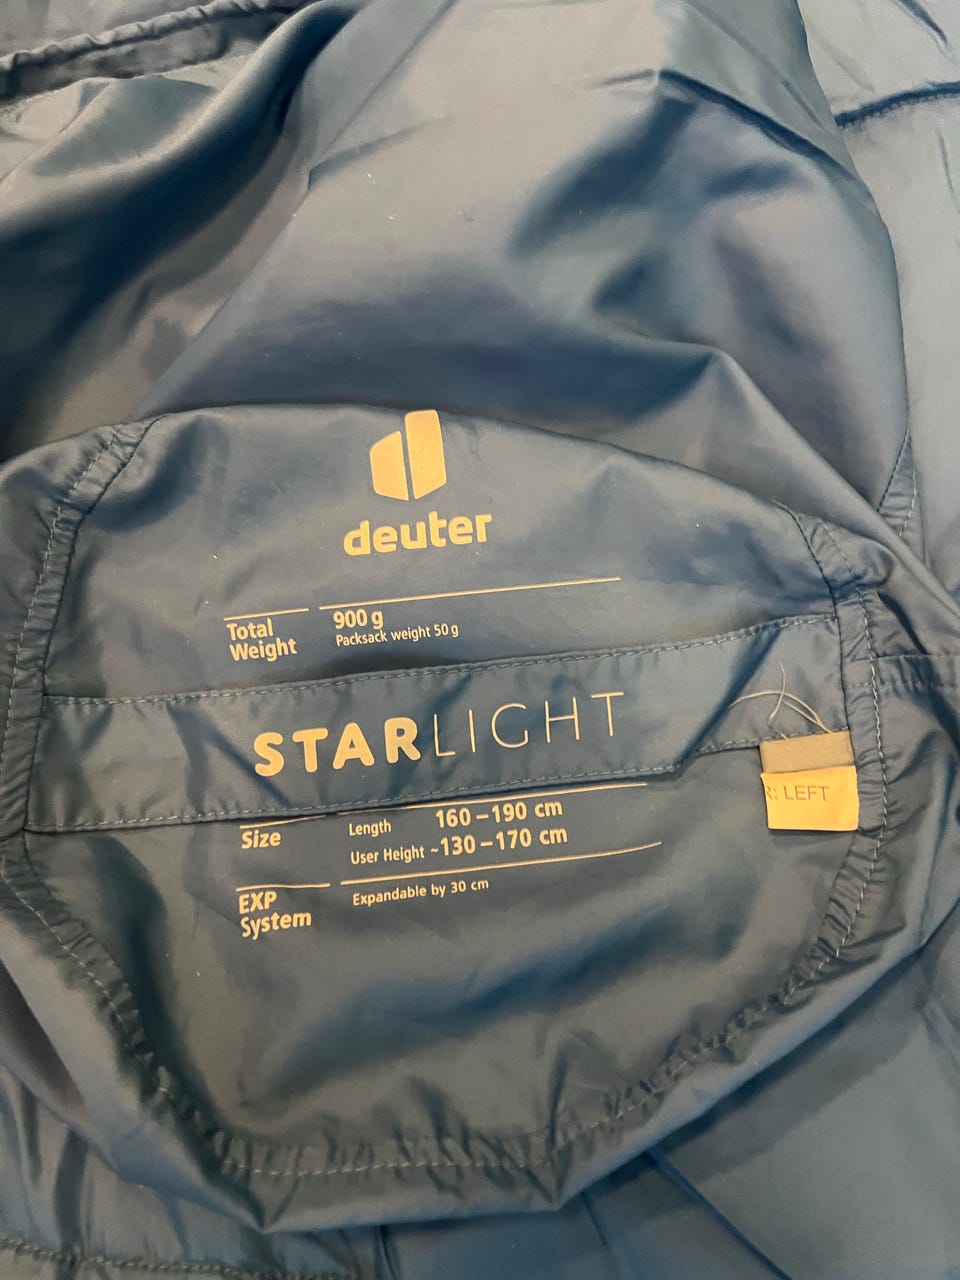 deuter
Total Weight
900 g
Packsack weight 50 g
STARLIGHT
Size
Length 160–190 cm
User Height ~130–170 cm
EXP System
Expandable by 30 cm
LEFT